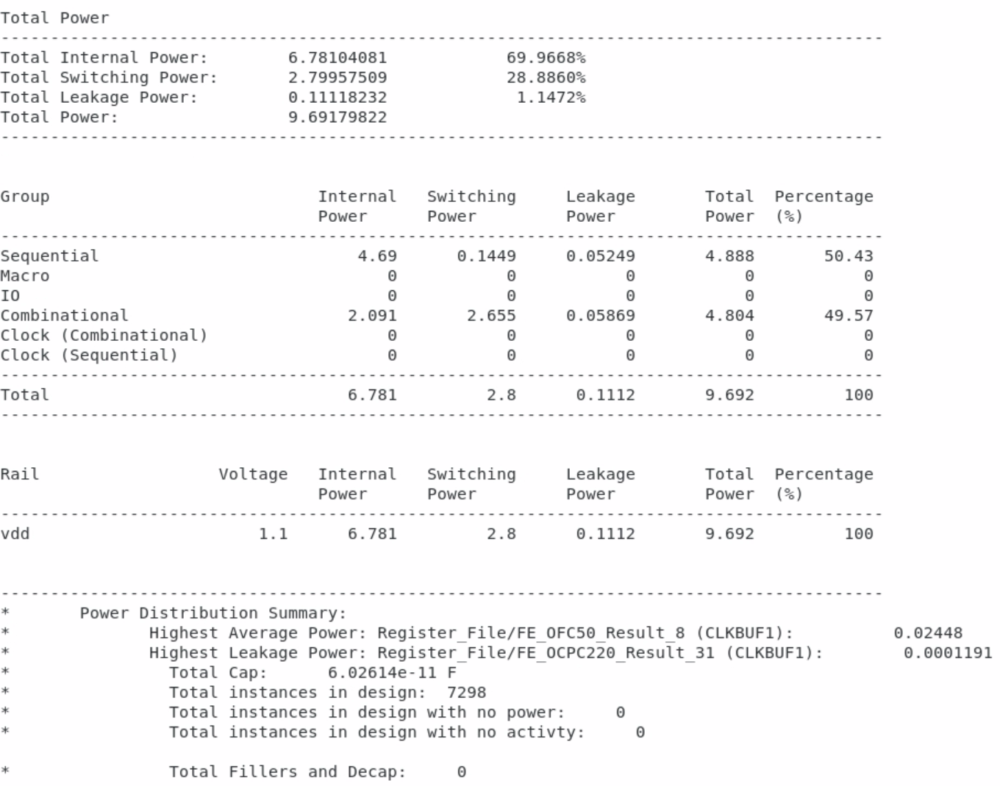 Total Power
-----------------------------------------------------------------------------------------
Total Internal Power:        6.78104081            69.9668%
Total Switching Power:       2.79957509            28.8860%
Total Leakage Power:         0.11118232             1.1472%
Total Power:                 9.69179822
-----------------------------------------------------------------------------------------
Group                           Internal   Switching     Leakage       Total  Percentage
                                Power      Power         Power         Power  (%)
-----------------------------------------------------------------------------------------
Sequential                          4.69      0.1449     0.05249       4.888       50.43
Macro                                  0           0           0           0           0
IO                                     0           0           0           0           0
Combinational                      2.091       2.655     0.05869       4.804       49.57
Clock (Combinational)                  0           0           0           0           0
Clock (Sequential)                     0           0           0           0           0
-----------------------------------------------------------------------------------------
Total                              6.781         2.8      0.1112       9.692         100
-----------------------------------------------------------------------------------------
Rail                  Voltage   Internal   Switching     Leakage       Total  Percentage
                                Power      Power         Power         Power  (%)
-----------------------------------------------------------------------------------------
vdd                       1.1      6.781         2.8      0.1112       9.692         100
-----------------------------------------------------------------------------------------
*       Power Distribution Summary:
*              Highest Average Power: Register_File/FE_OFC50_Result_8 (CLKBUF1):          0.02448
*              Highest Leakage Power: Register_File/FE_OCPC220_Result_31 (CLKBUF1):        0.0001191
*                Total Cap:      6.02614e-11 F
*                Total instances in design:  7298
*                Total instances in design with no power:     0
*                Total instances in design with no activty:     0
*                Total Fillers and Decap:     0